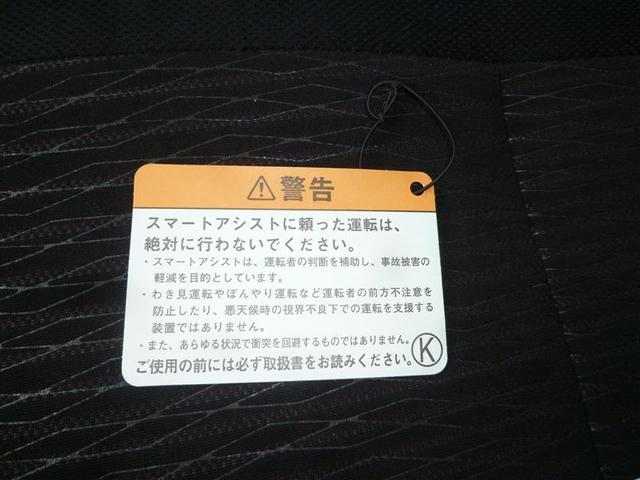 ⚠警告
スマートアシストに頼った運転は、
絶対に行わないでください。
・スマートアシストは、運転者の判断を補助し、事故被害の
軽減を目的としています。
・わき見運転やぼんやり運転など運転者の前方不注意を
防止したり、悪天候時の視界不良下での運転を支援する
装置ではありません。
・また、あらゆる状況で衝突を回避するものではありません。
ご使用の前には必ず取扱書をお読みください。
K